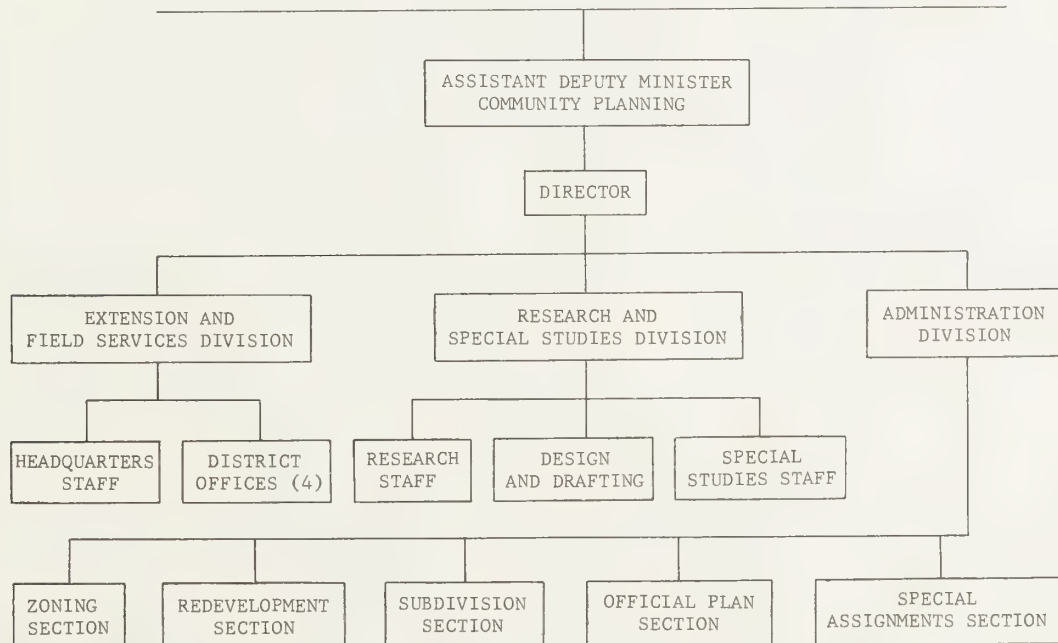 ASSISTANT DEPUTY MINISTER
COMMUNITY PLANNING
DIRECTOR
EXTENSION AND
FIELD SERVICES DIVISION
RESEARCH AND
SPECIAL STUDIES DIVISION
ADMINISTRATION
DIVISION
HEADQUARTERS
STAFF
DISTRICT
OFFICES (4)
RESEARCH
STAFF
DESIGN
AND DRAFTING
SPECIAL
STUDIES STAFF
ZONING
SECTION
REDEVELOPMENT
SECTION
SUBDIVISION
SECTION
OFFICIAL PLAN
SECTION
SPECIAL
ASSIGNMENTS SECTION